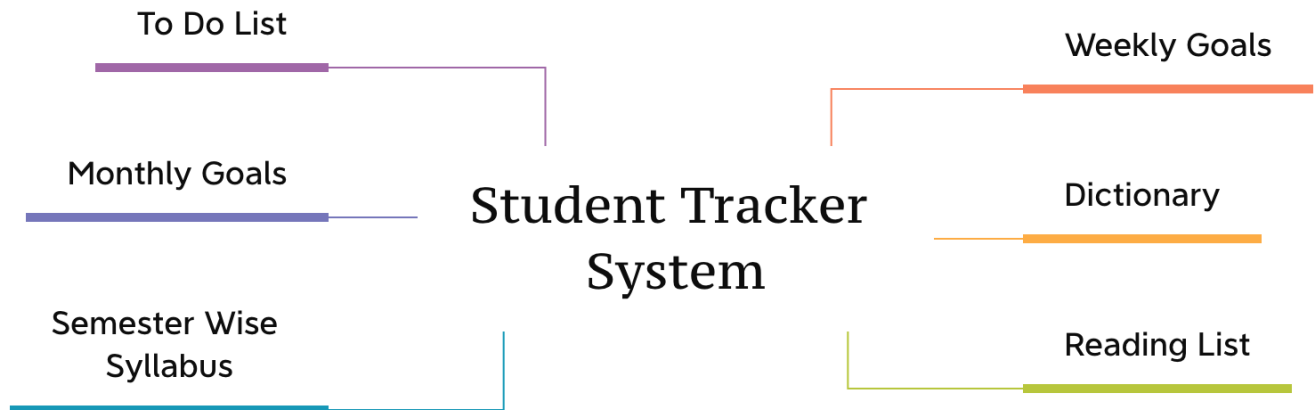 To Do List
Weekly Goals
Monthly Goals
Dictionary
Student Tracker
System
Semester Wise
Syllabus
Reading List